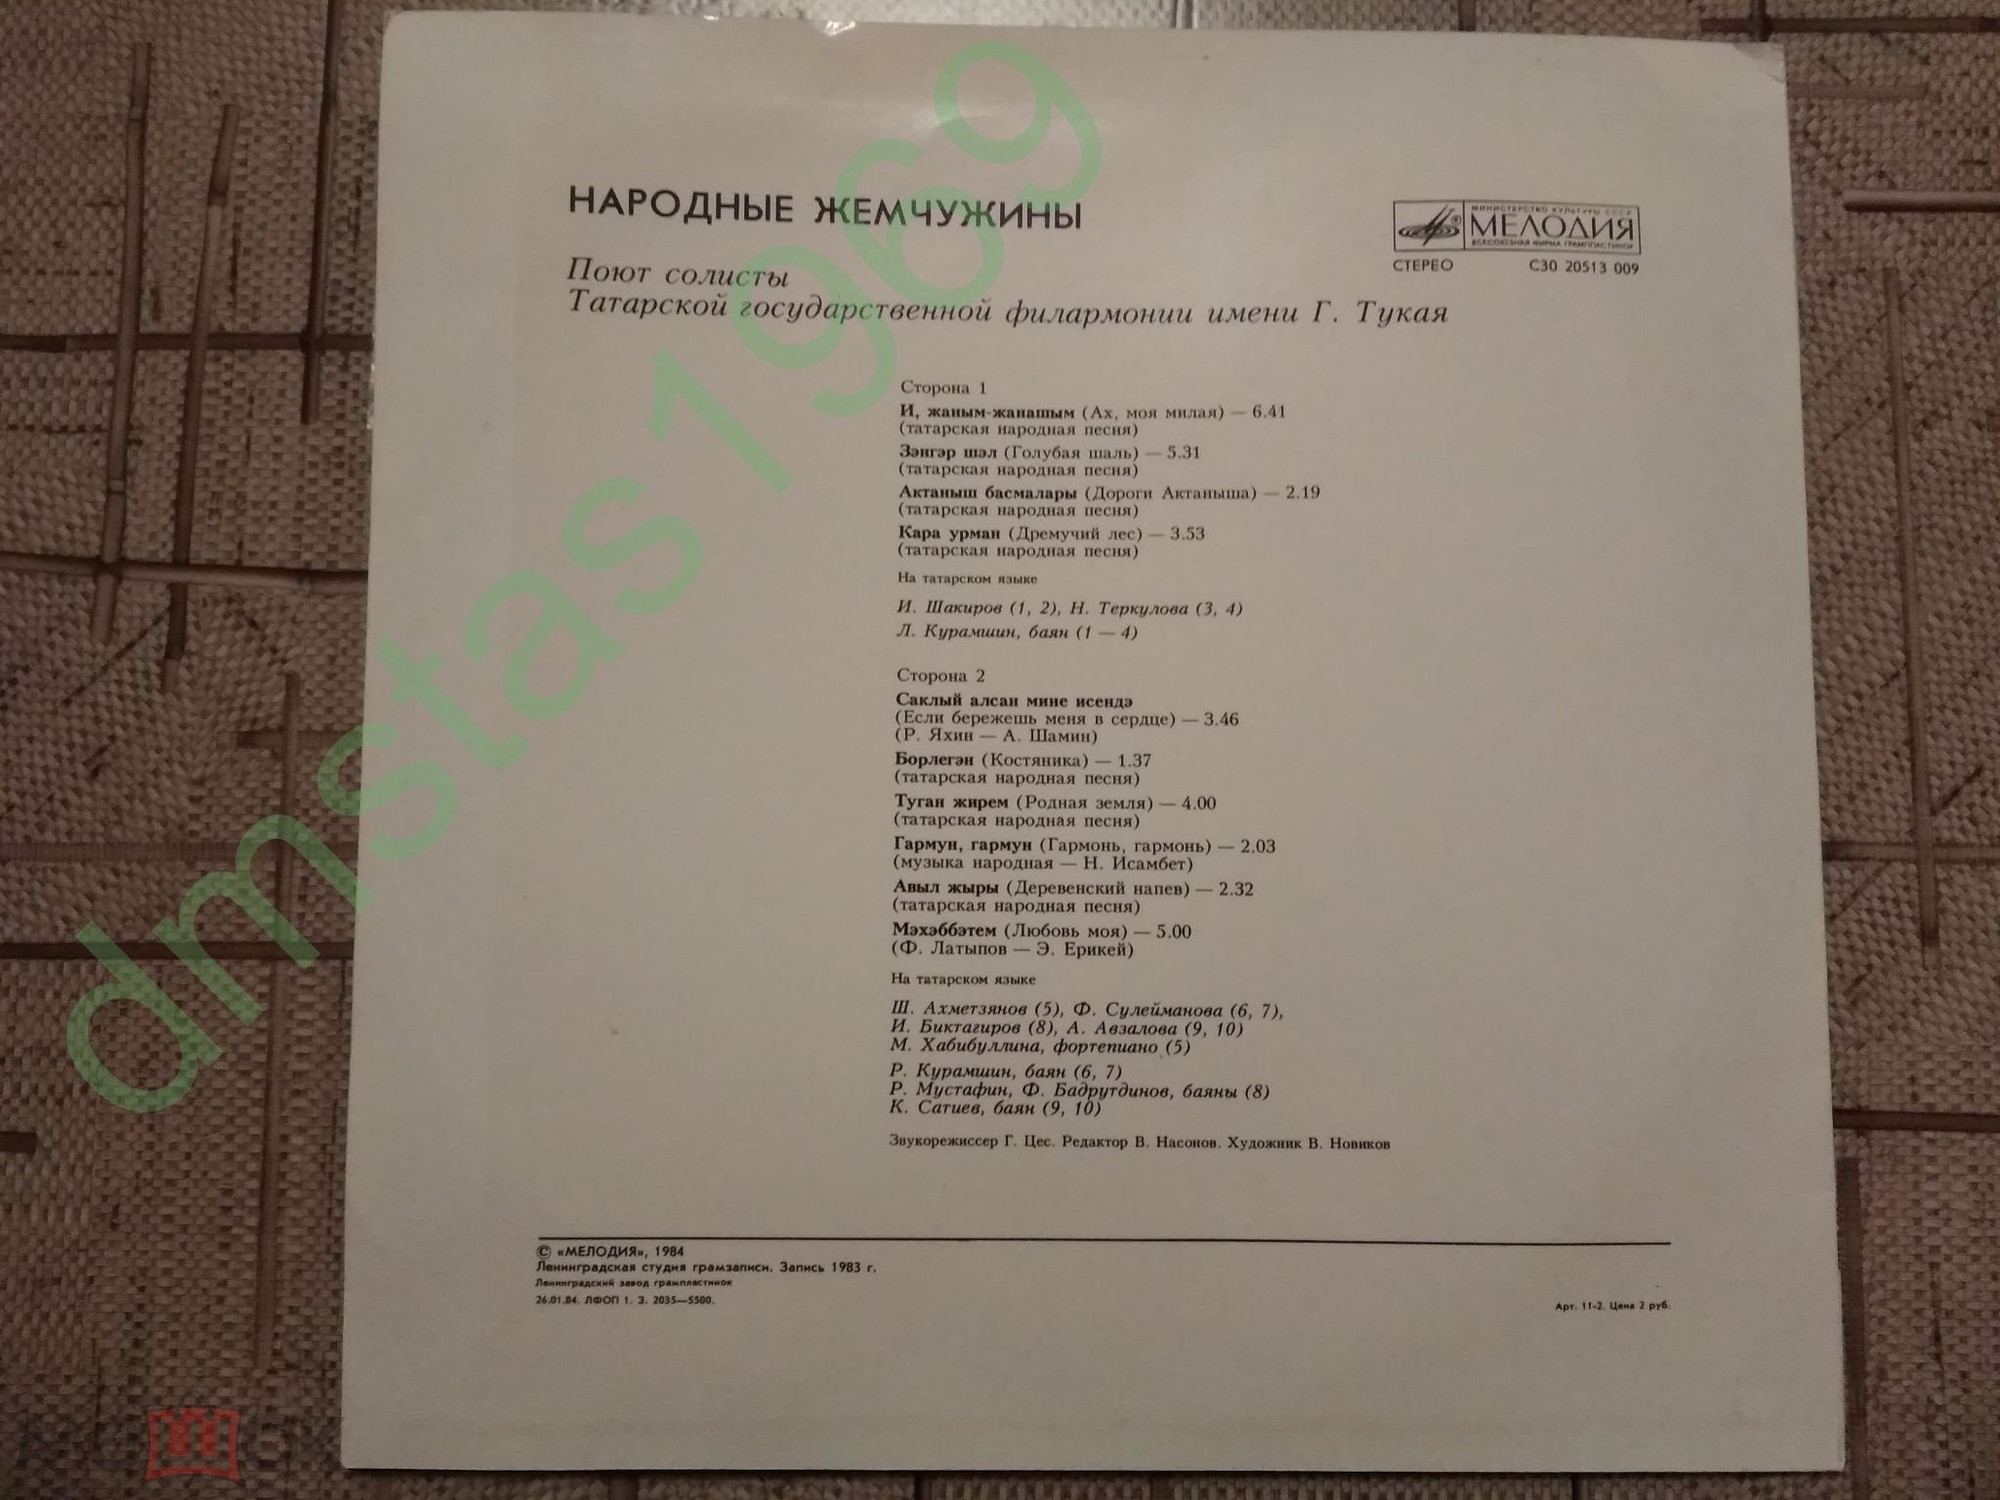 НАРОДНЫЕ ЖЕМЧУЖИНЫ
Поют солисты
Татарской государственной филармонии имени Г. Тукая
МИНИСТЕРСТВО КУЛЬТУРЫ СССР
МЕЛОДИЯ
ВСЕСОЮЗНАЯ ФИРМА ГРАМПЛАСТИНОК
СТЕРЕО С30 20513 009
Сторона 1
И, жаным-жанашым (Ах, моя милая) — 6.41
(татарская народная песня)
Зэнгэр шэл (Голубая шаль) — 5.31
(татарская народная песня)
Актаныш басмалары (Дороги Актаныша) — 2.19
(татарская народная песня)
Кара урман (Дремучий лес) — 3.53
(татарская народная песня)
На татарском языке
И. Шакиров (1, 2), Н. Теркулова (3, 4)
Л. Курамшин, баян (1 — 4)
Сторона 2
Саклый алсан мине исендэ
(Если бережешь меня в сердце) — 3.46
(Р. Яхин — А. Шамин)
Борлегэн (Костяника) — 1.37
(татарская народная песня)
Туган жирем (Родная земля) — 4.00
(татарская народная песня)
Гармун, гармун (Гармонь, гармонь) — 2.03
(музыка народная — Н. Исамбет)
Авыл жыры (Деревенский напев) — 2.32
(татарская народная песня)
Мэхэббэтем (Любовь моя) — 5.00
(Ф. Латыпов — Э. Ерикей)
На татарском языке
Ш. Ахметзянов (5), Ф. Сулейманова (6, 7),
И. Биктагиров (8), А. Авзалова (9, 10)
М. Хабибуллина, фортепиано (5)
Р. Курамшин, баян (6, 7)
Р. Мустафин, Ф. Бадрутдинов, баяны (8)
К. Сатиев, баян (9, 10)
Звукорежиссер Г. Цес. Редактор В. Насонов. Художник В. Новиков
© «МЕЛОДИЯ», 1984
Ленинградская студия грамзаписи. Запись 1983 г.
Ленинградский завод грампластинок
26.01.84. ЛФОП 1. З. 2035—5500.
Арт. 11-2. Цена 2 руб.
dmstas1969